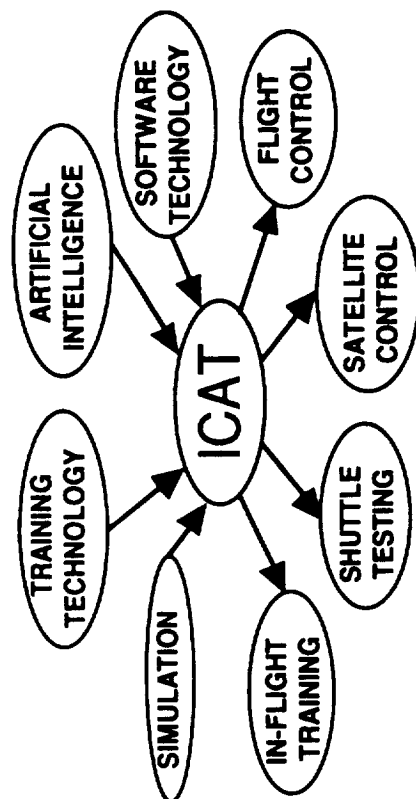 TRAINING
TECHNOLOGY
ARTIFICIAL
INTELLIGENCE
SIMULATION
SOFTWARE
TECHNOLOGY
ICAT
IN-FLIGHT
TRAINING
SHUTTLE
TESTING
SATELLITE
CONTROL
FLIGHT
CONTROL